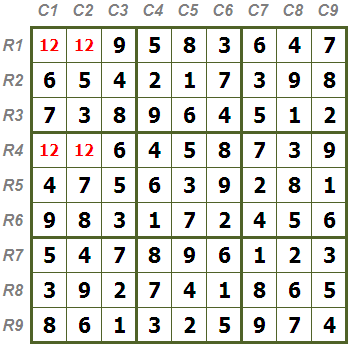 C1 C2 C3 C4 C5 C6 C7 C8 C9
R1 12 12 9 5 8 3 6 4 7
R2 6 5 4 2 1 7 3 9 8
R3 7 3 8 9 6 4 5 1 2
R4 12 12 6 4 5 8 7 3 9
R5 4 7 5 6 3 9 2 8 1
R6 9 8 3 1 7 2 4 5 6
R7 5 4 7 8 9 6 1 2 3
R8 3 9 2 7 4 1 8 6 5
R9 8 6 1 3 2 5 9 7 4